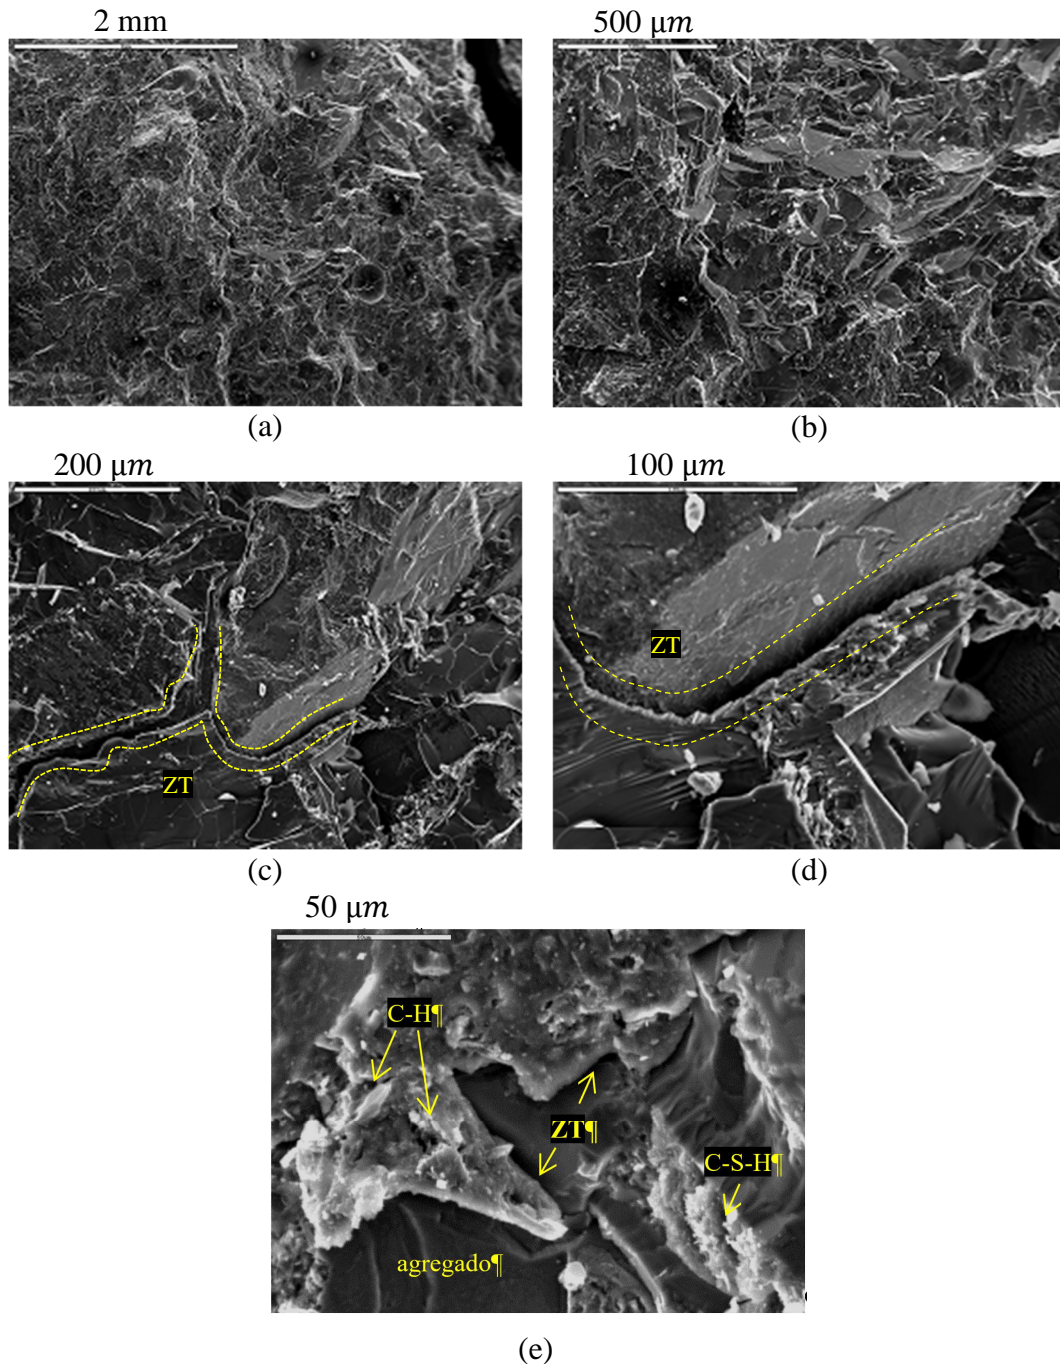 2 mm
500 μm
(a)
(b)
200 μm
100 μm
ZT
ZT
(c)
(d)
50 μm
C-H¶
ZT¶
C-S-H¶
agregado¶
(e)